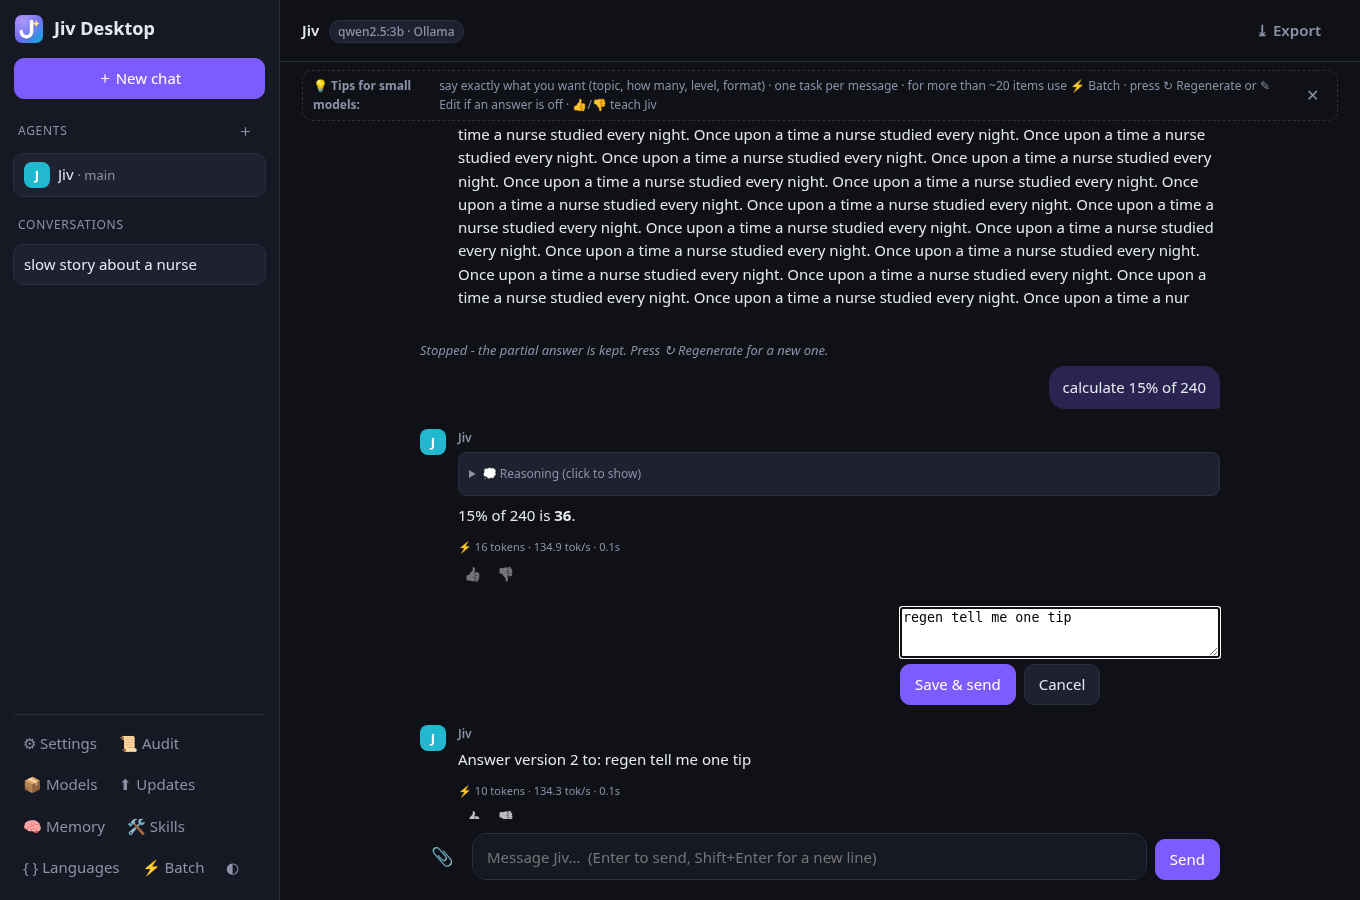 Jiv Desktop
+ New chat
AGENTS +
J Jiv · main
CONVERSATIONS
slow story about a nurse
⚙ Settings 📜 Audit
📦 Models ⬆ Updates
🧠 Memory 🛠️ Skills
{ } Languages ⚡ Batch ◐
Jiv qwen2.5:3b · Ollama ⤓ Export
💡 Tips for small models: say exactly what you want (topic, how many, level, format) · one task per message · for more than ~20 items use ⚡ Batch · press ↻ Regenerate or ✎
Edit if an answer is off · 👍/👎 teach Jiv ✕
time a nurse studied every night. Once upon a time a nurse studied every night. Once upon a time a nurse
studied every night. Once upon a time a nurse studied every night. Once upon a time a nurse studied every
night. Once upon a time a nurse studied every night. Once upon a time a nurse studied every night. Once
upon a time a nurse studied every night. Once upon a time a nurse studied every night. Once upon a time a
nurse studied every night. Once upon a time a nurse studied every night. Once upon a time a nurse studied
every night. Once upon a time a nurse studied every night. Once upon a time a nurse studied every night.
Once upon a time a nurse studied every night. Once upon a time a nurse studied every night. Once upon a
time a nurse studied every night. Once upon a time a nurse studied every night. Once upon a time a nur
Stopped - the partial answer is kept. Press ↻ Regenerate for a new one.
calculate 15% of 240
J Jiv
▶ 💭 Reasoning (click to show)
15% of 240 is 36.
⚡ 16 tokens · 134.9 tok/s · 0.1s
👍 👎
regen tell me one tip
Save & send Cancel
J Jiv
Answer version 2 to: regen tell me one tip
⚡ 10 tokens · 134.3 tok/s · 0.1s
📎 Message Jiv… (Enter to send, Shift+Enter for a new line) Send